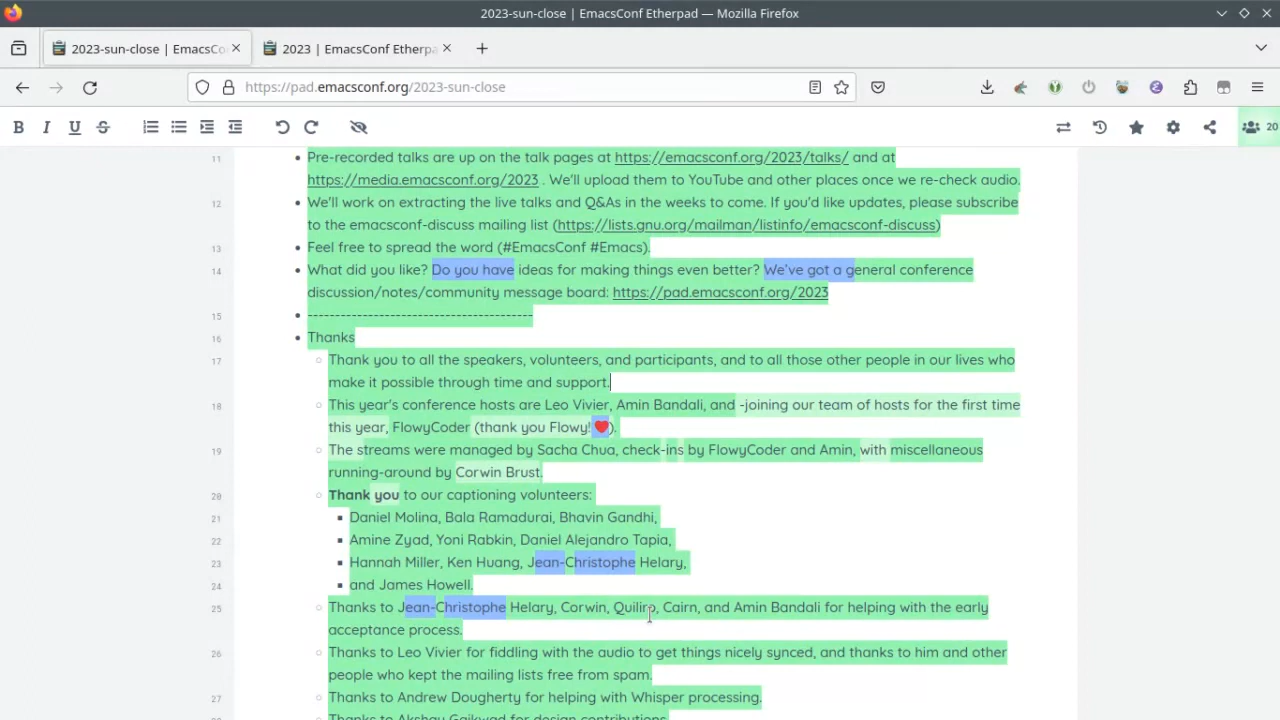 2023-sun-close | EmacsConf Etherpad — Mozilla Firefox
2023-sun-close | EmacsCo
2023 | EmacsConf Etherpa
https://pad.emacsconf.org/2023-sun-close
B I U S 20
11 Pre-recorded talks are up on the talk pages at https://emacsconf.org/2023/talks/ and at
https://media.emacsconf.org/2023 . We'll upload them to YouTube and other places once we re-check audio.
12 We'll work on extracting the live talks and Q&As in the weeks to come. If you'd like updates, please subscribe
to the emacsconf-discuss mailing list (https://lists.gnu.org/mailman/listinfo/emacsconf-discuss)
13 Feel free to spread the word (#EmacsConf #Emacs).
14 What did you like? Do you have ideas for making things even better? We've got a general conference
discussion/notes/community message board: https://pad.emacsconf.org/2023
15 -----------------------------------------
16 Thanks
17 Thank you to all the speakers, volunteers, and participants, and to all those other people in our lives who
make it possible through time and support.
18 This year's conference hosts are Leo Vivier, Amin Bandali, and -joining our team of hosts for the first time
this year, FlowyCoder (thank you Flowy!❤️).
19 The streams were managed by Sacha Chua, check-ins by FlowyCoder and Amin, with miscellaneous
running-around by Corwin Brust.
20 Thank you to our captioning volunteers:
21 Daniel Molina, Bala Ramadurai, Bhavin Gandhi,
22 Amine Zyad, Yoni Rabkin, Daniel Alejandro Tapia,
23 Hannah Miller, Ken Huang, Jean-Christophe Helary,
24 and James Howell.
25 Thanks to Jean-Christophe Helary, Corwin, Quiliro, Cairn, and Amin Bandali for helping with the early
acceptance process.
26 Thanks to Leo Vivier for fiddling with the audio to get things nicely synced, and thanks to him and other
people who kept the mailing lists free from spam.
27 Thanks to Andrew Dougherty for helping with Whisper processing.
28 Thanks to Akshay Gaikwad for design contributions.